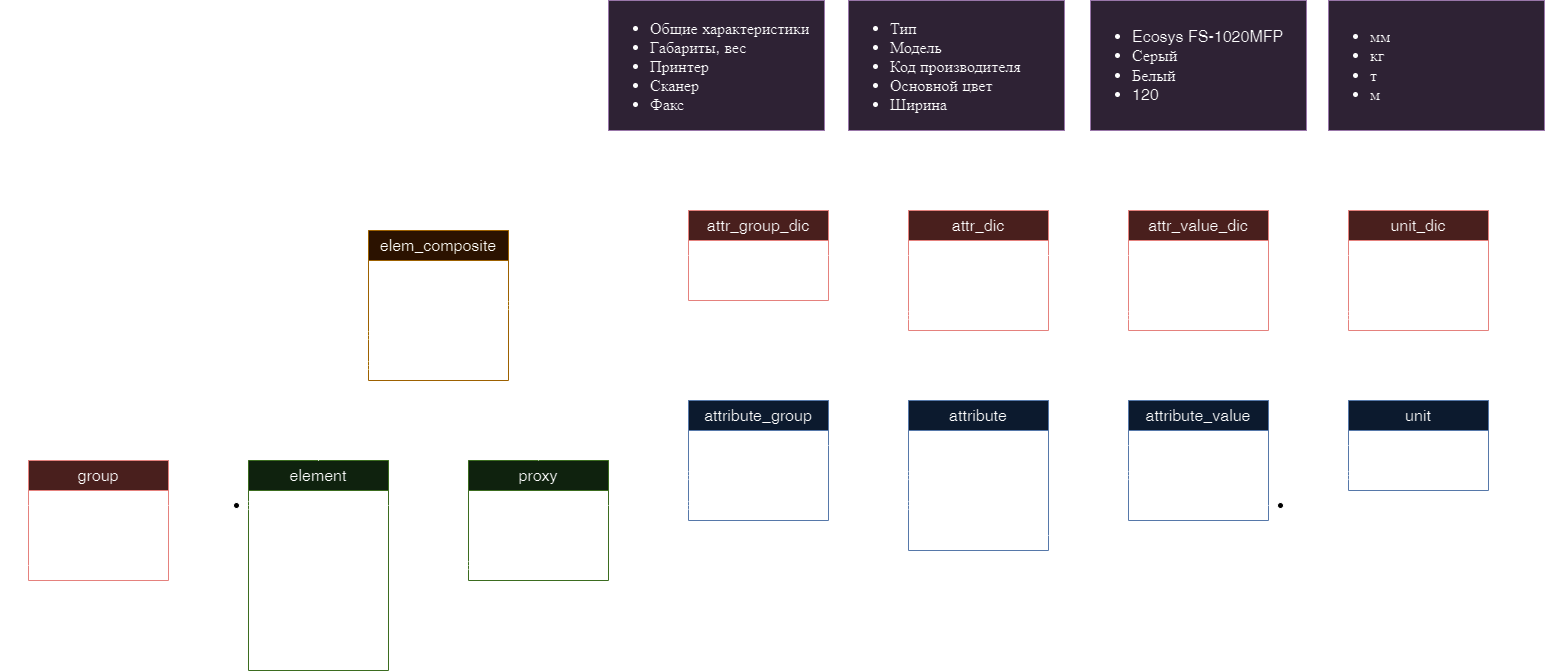 Общие характеристики
Габариты, вес
Принтер
Сканер
Факс
Тип
Модель
Код производителя
Основной цвет
Ширина
Ecosys FS-1020MFP
Серый
Белый
120
мм
кг
т
м
elem_composite
attr_group_dic
attr_dic
attr_value_dic
unit_dic
attribute_group
attribute
attribute_value
unit
group
element
proxy